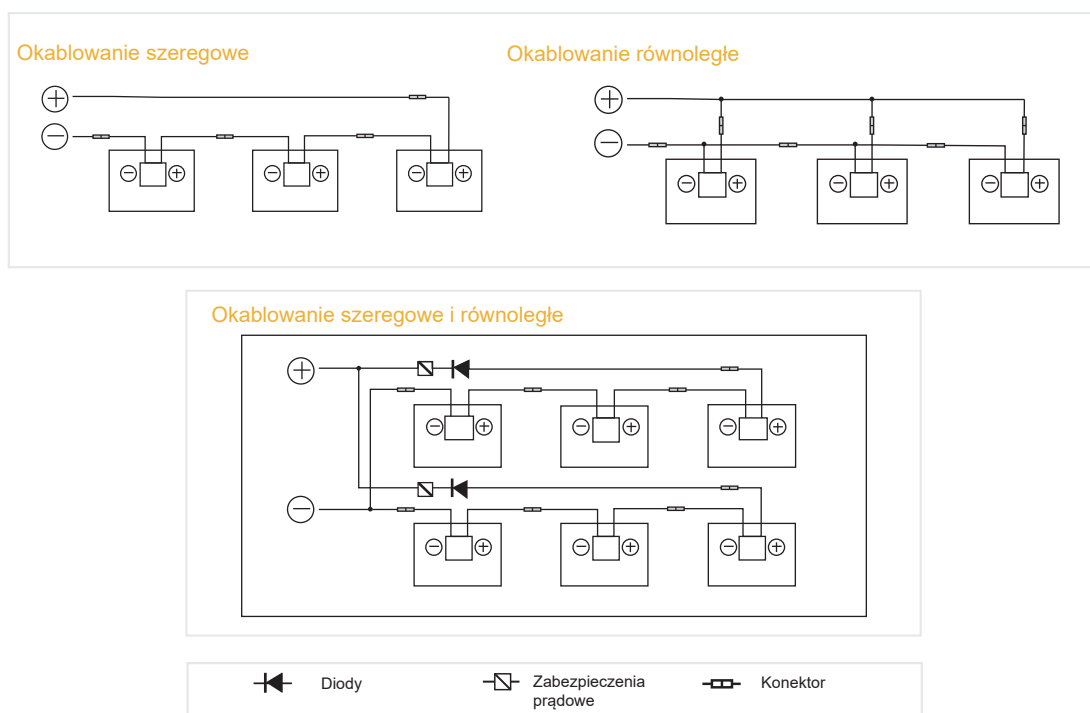 Okablowanie szeregowe
Okablowanie równoległe
Okablowanie szeregowe i równoległe
Diody
Zabezpieczenia
prądowe
Konektor